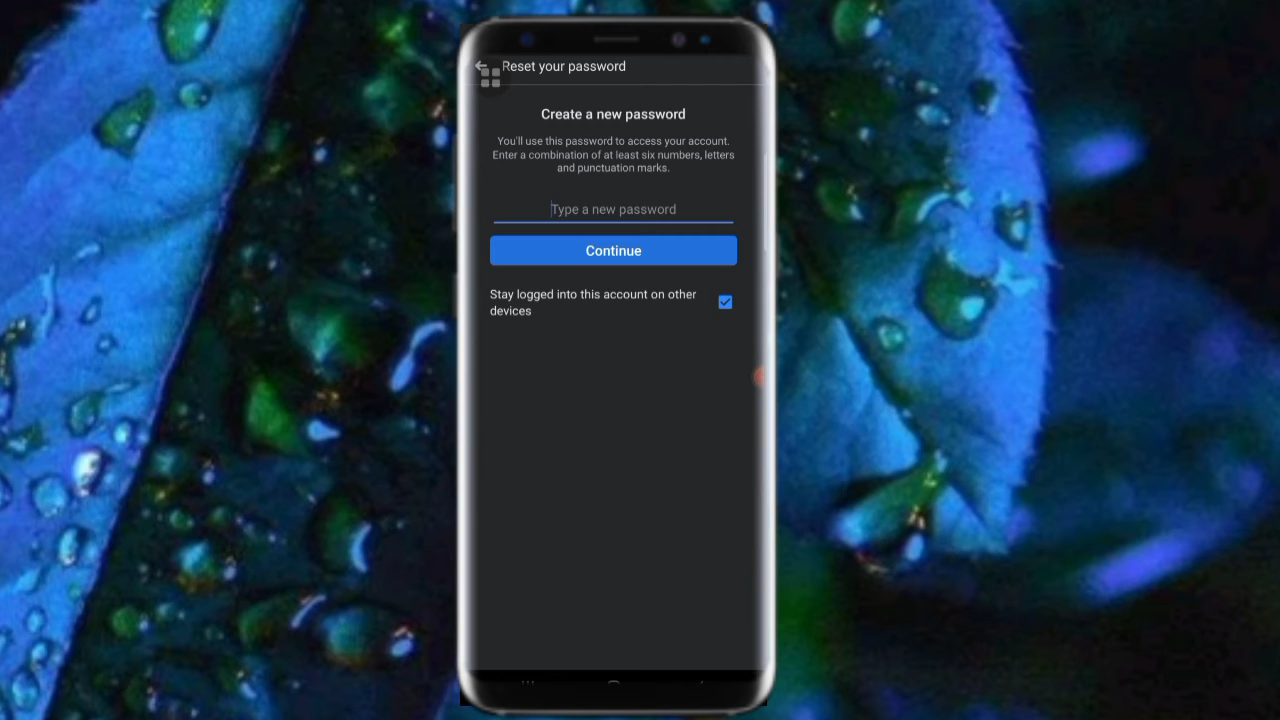 Reset your password
Create a new password
You'll use this password to access your account.
Enter a combination of at least six numbers, letters
and punctuation marks.
Type a new password
Continue
Stay logged into this account on other
devices